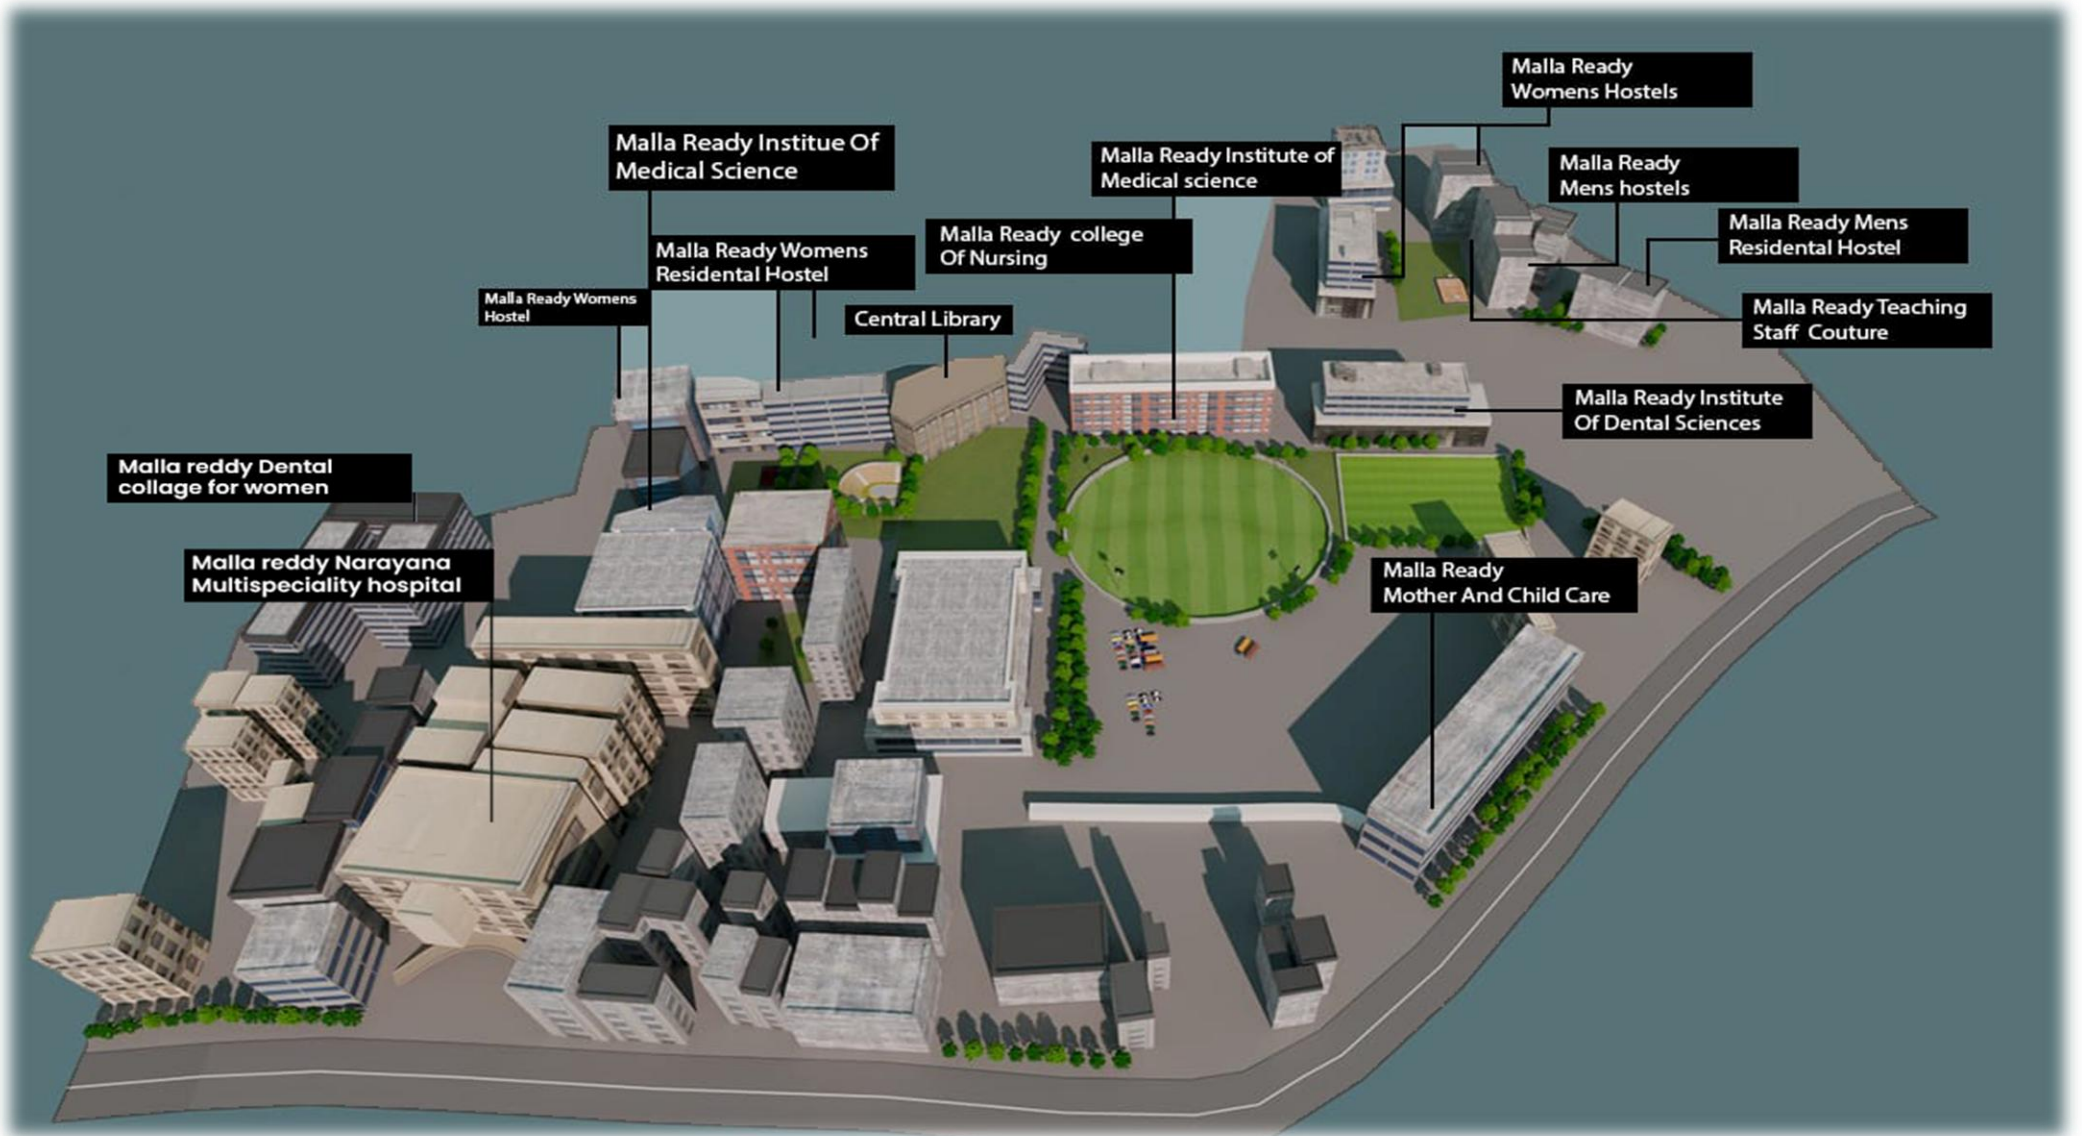 Malla Ready
Womens Hostels
Malla Ready Institue Of
Medical Science
Malla Ready Institute of
Medical science
Malla Ready
Mens hostels
Malla Ready Mens
Residental Hostel
Malla Ready college
Of Nursing
Malla Ready Womens
Residental Hostel
Malla Ready Womens
Hostel
Central Library
Malla Ready Teaching
Staff Couture
Malla Ready Institute
Of Dental Sciences
Malla reddy Dental
collage for women
Malla reddy Narayana
Multispeciality hospital
Malla Ready
Mother And Child Care